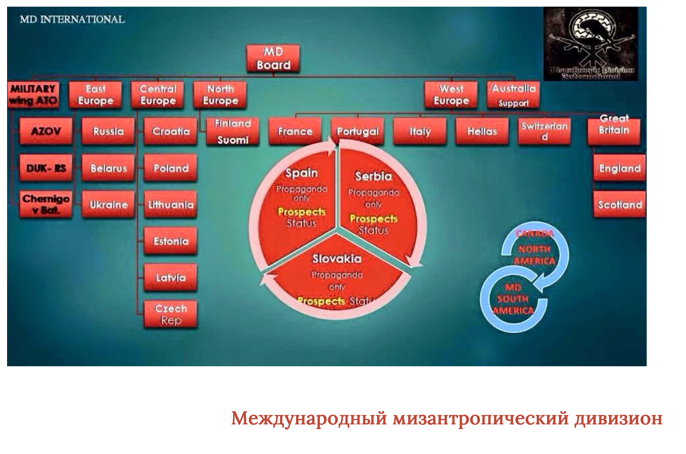 MD INTERNATIONAL
MD
Board
MILITARY
wing ATO
East
Europe
Central
Europe
North
Europe
West
Europe
Australia
Support
AZOV
Russia
Croatia
Finland
Suomi
France
Portugal
Italy
Hellas
Switzerlan
d
Great
Britain
DUK- RS
Belarus
Poland
England
Chernigo
v Bat.
Ukraine
Lithuania
Scotland
Estonia
Latvia
Czech
Rep
Spain
Propaganda
only
Prospects
Status
Serbia
Propaganda
only
Prospects
Status
Slovakia
Propaganda
only
Prospects Status
CANADA
NORTH
AMERICA
MD
SOUTH
AMERICA
Misanthropic Division
International
Международный мизантропический дивизион